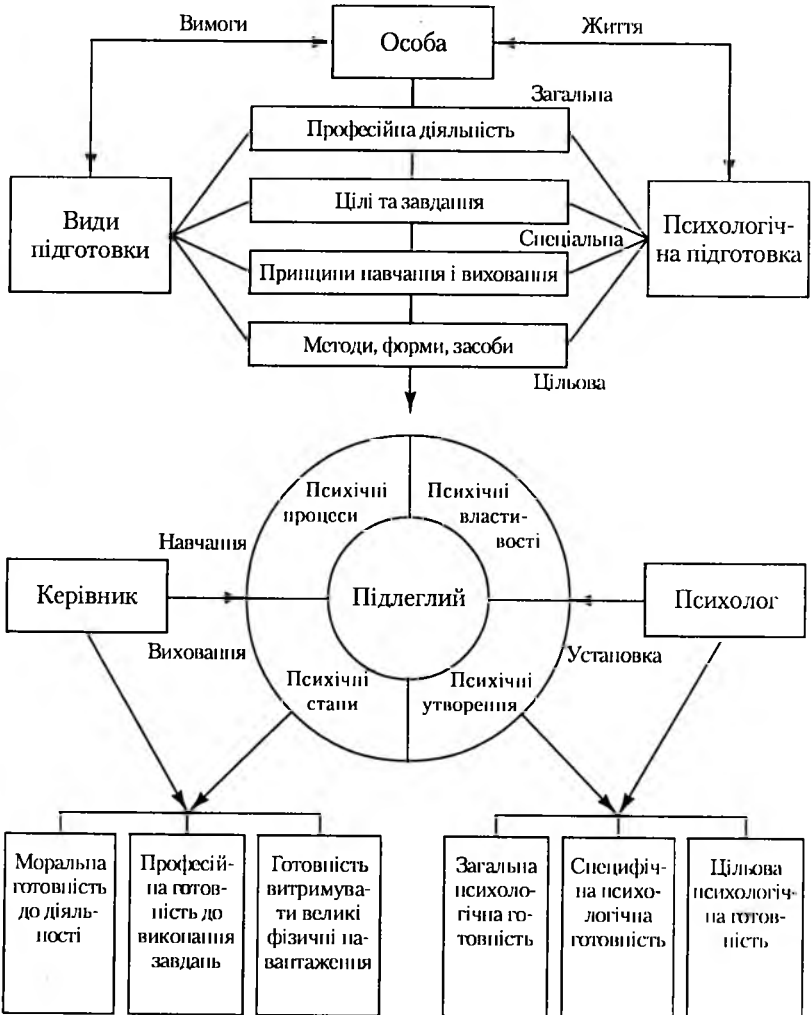 Вимоги
Особа
Життя
Загальна
Професійна діяльність
Цілі та завдання
Види
підготовки
Спеціальна
Психологіч-
на підготовка
Принципи навчання і виховання
Методи, форми, засоби
Цільова
Психічні
процеси
Психічні
власти-
вості
Навчання
Керівник
Підлеглий
Психолог
Виховання
Установка
Психічні
стани
Психічні
утворення
Моральна
готовність
до діяль-
ності
Професій-
на готов-
ність до
виконання
завдань
Готовність
витримува-
ти великі
фізичні на-
вантаження
Загальна
психоло-
гічна го-
товність
Специфіч-
на психо-
логічна
готовність
Цільова
психологіч-
на готов-
ність